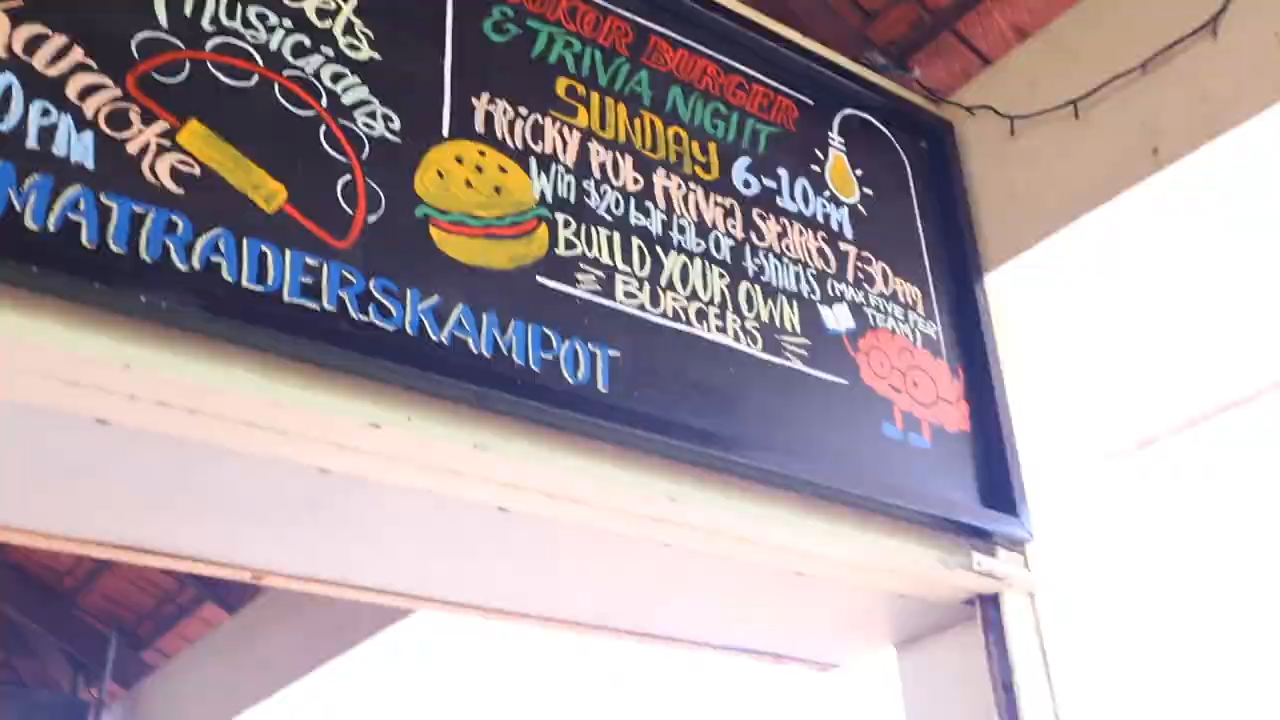 Musicians
Karaoke
0PM
MATRADERSKAMPOT
BURGER
& TRIVIA NIGHT
SUNDAY 6-10PM
tRiCKY PUb tRiVia StaRtS 7:30PM
Win $20 bar tab or t-shirts (MAX FIVE PER
TEAM)
BUILD YOUR OWN
BURGERS